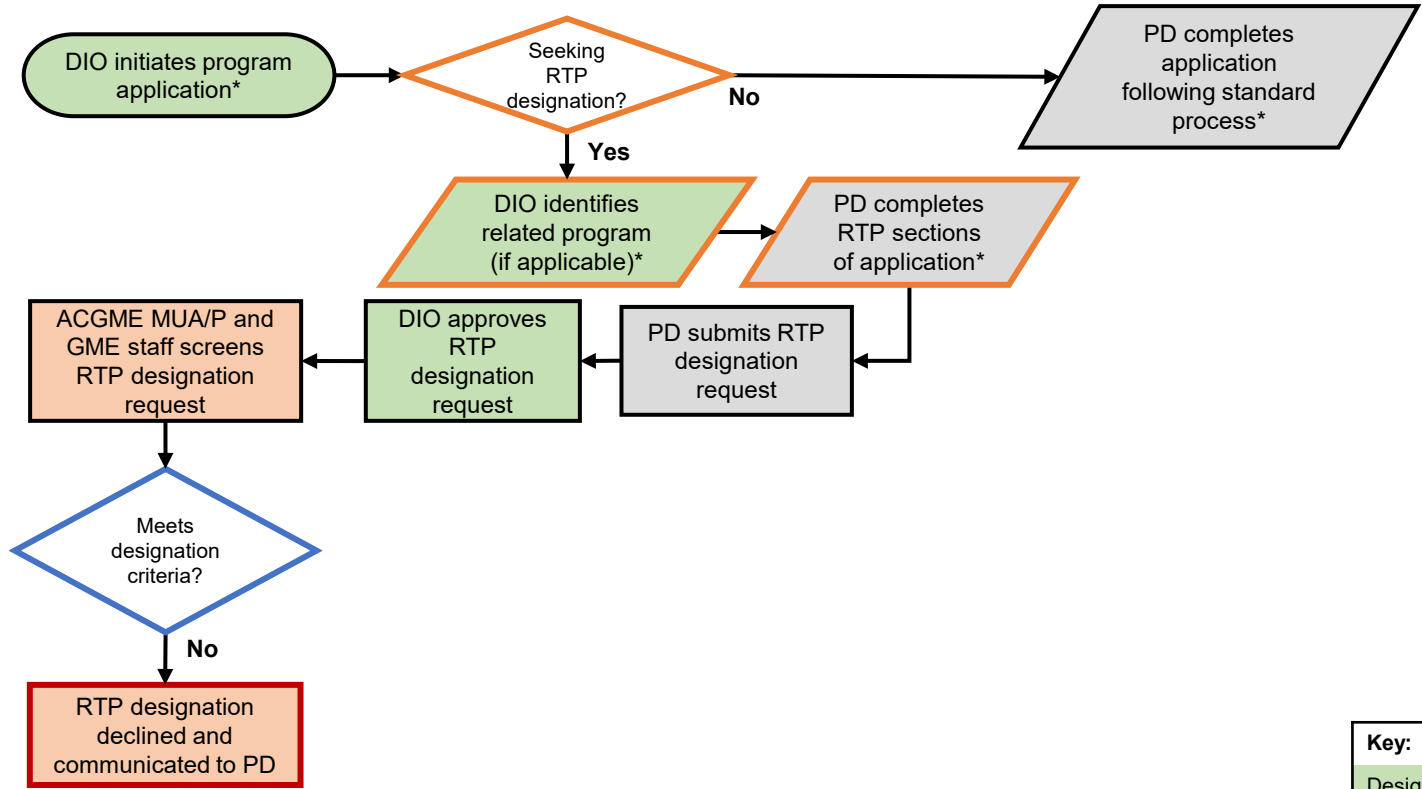 DIO initiates program
application*
Seeking
RTP
designation?
No
PD completes
application
following standard
process*
Yes
DIO identifies
related program
(if applicable)*
PD completes
RTP sections
of application*
PD submits RTP
designation
request
DIO approves
RTP
designation
request
ACGME MUA/P and
GME staff screens
RTP designation
request
Meets
designation
criteria?
No
RTP designation
declined and
communicated to PD
Key: